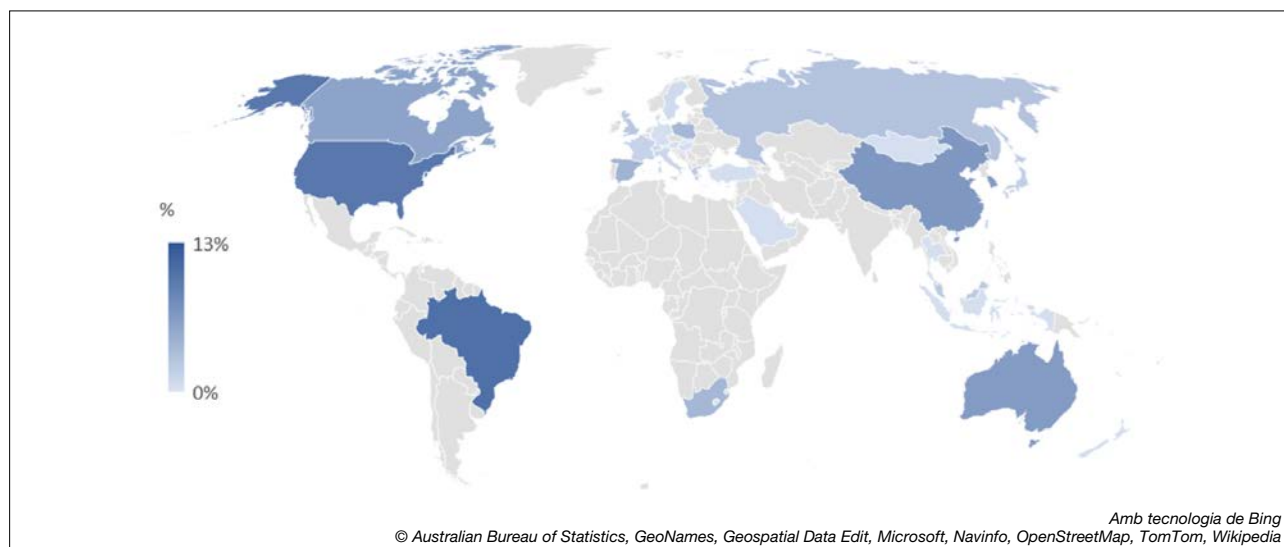 %
13%
0%
Amb tecnologia de Bing
© Australian Bureau of Statistics, GeoNames, Geospatial Data Edit, Microsoft, Navinfo, OpenStreetMap, TomTom, Wikipedia